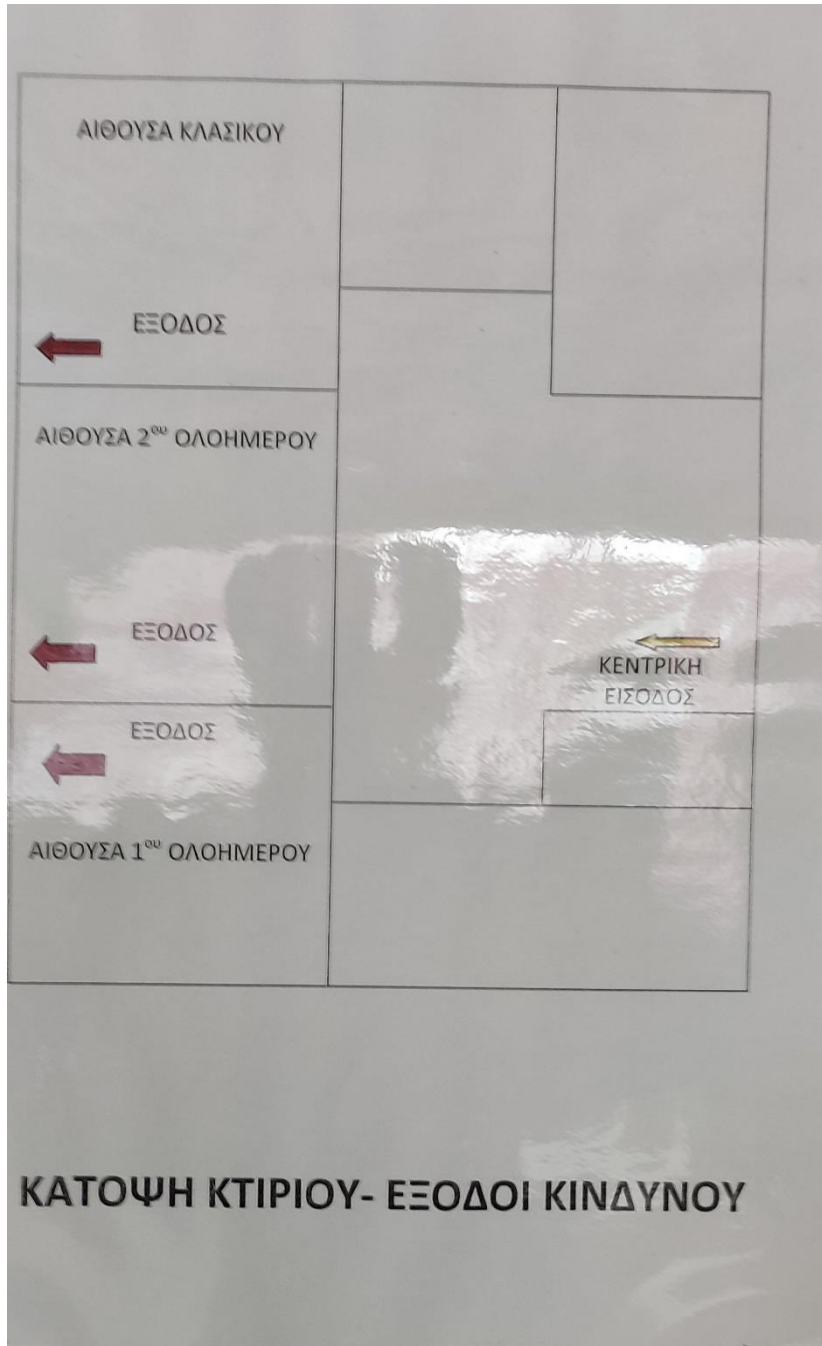 ΑΙΘΟΥΣΑ ΚΛΑΣΙΚΟΥ
ΕΞΟΔΟΣ
ΑΙΘΟΥΣΑ 2ου ΟΛΟΗΜΕΡΟΥ
ΕΞΟΔΟΣ
ΚΕΝΤΡΙΚΗ
ΕΙΣΟΔΟΣ
ΕΞΟΔΟΣ
ΑΙΘΟΥΣΑ 1ου ΟΛΟΗΜΕΡΟΥ
ΚΑΤΟΨΗ ΚΤΙΡΙΟΥ- ΕΞΟΔΟΙ ΚΙΝΔΥΝΟΥ